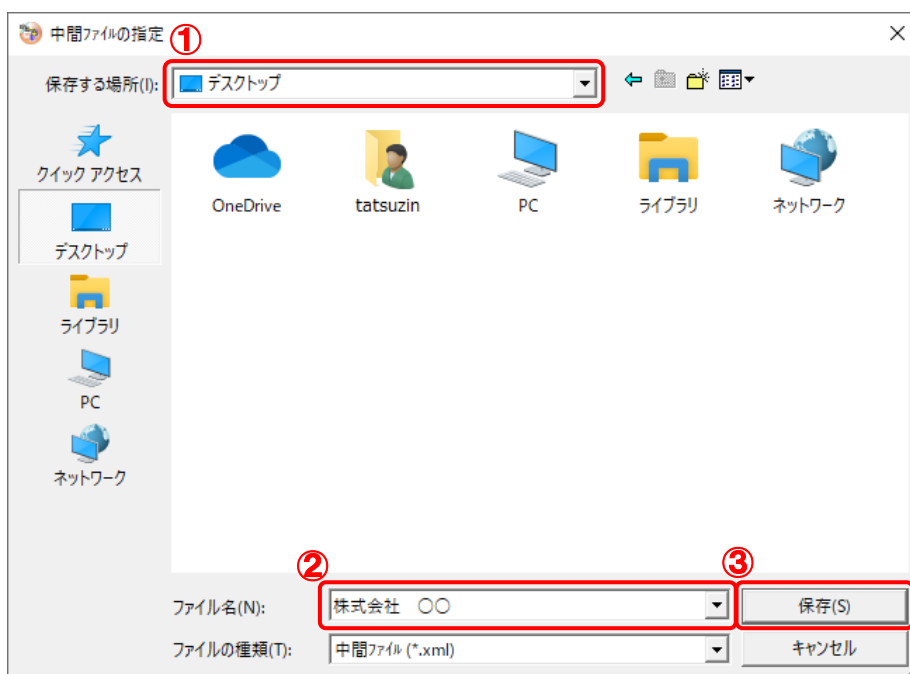 中間ﾌｧｲﾙの指定
①
保存する場所(I):
デスクトップ
クイック アクセス
デスクトップ
ライブラリ
PC
ネットワーク
OneDrive
tatsuzin
PC
ライブラリ
ネットワーク
②
③
ファイル名(N):
株式会社　〇〇
保存(S)
ファイルの種類(T):
中間ﾌｧｲﾙ (*.xml)
キャンセル